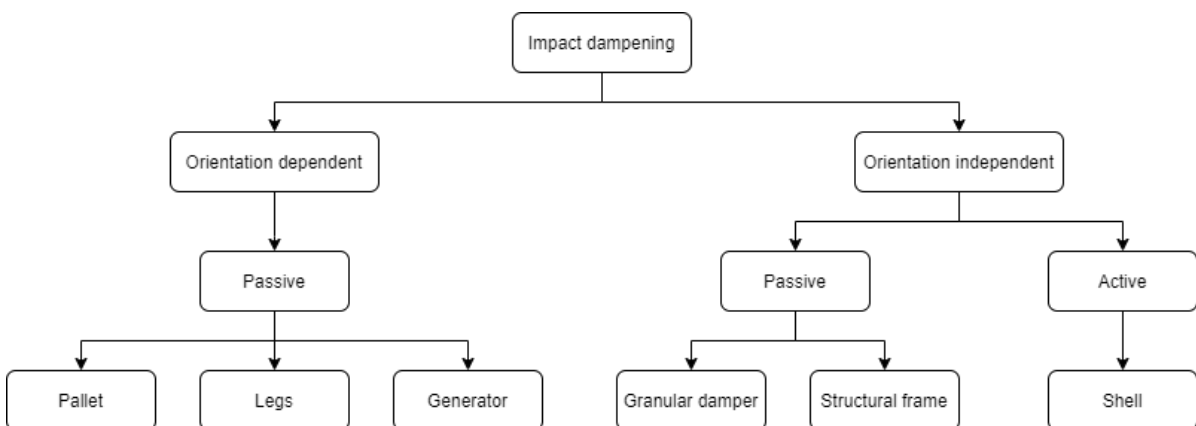 Impact dampening
Orientation dependent
Orientation independent
Passive
Passive
Active
Pallet
Legs
Generator
Granular damper
Structural frame
Shell